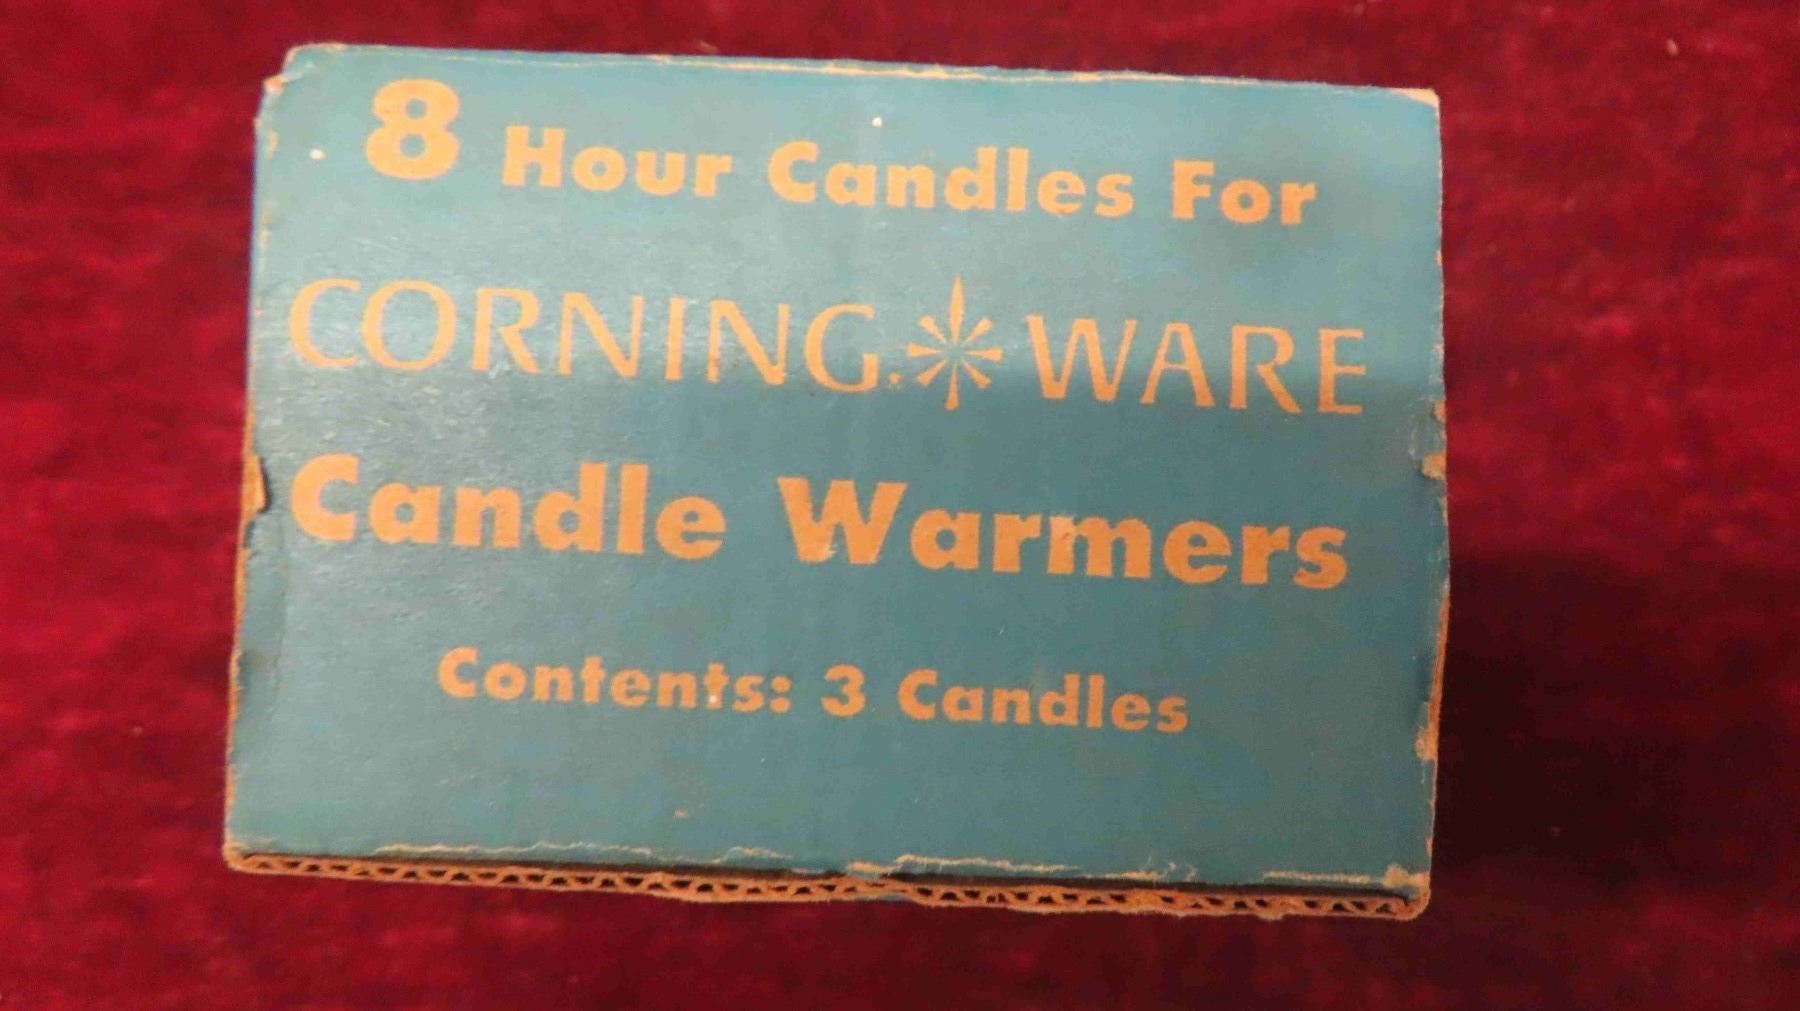 8 Hour Candles For
CORNING WARE
Candle Warmers
Contents: 3 Candles